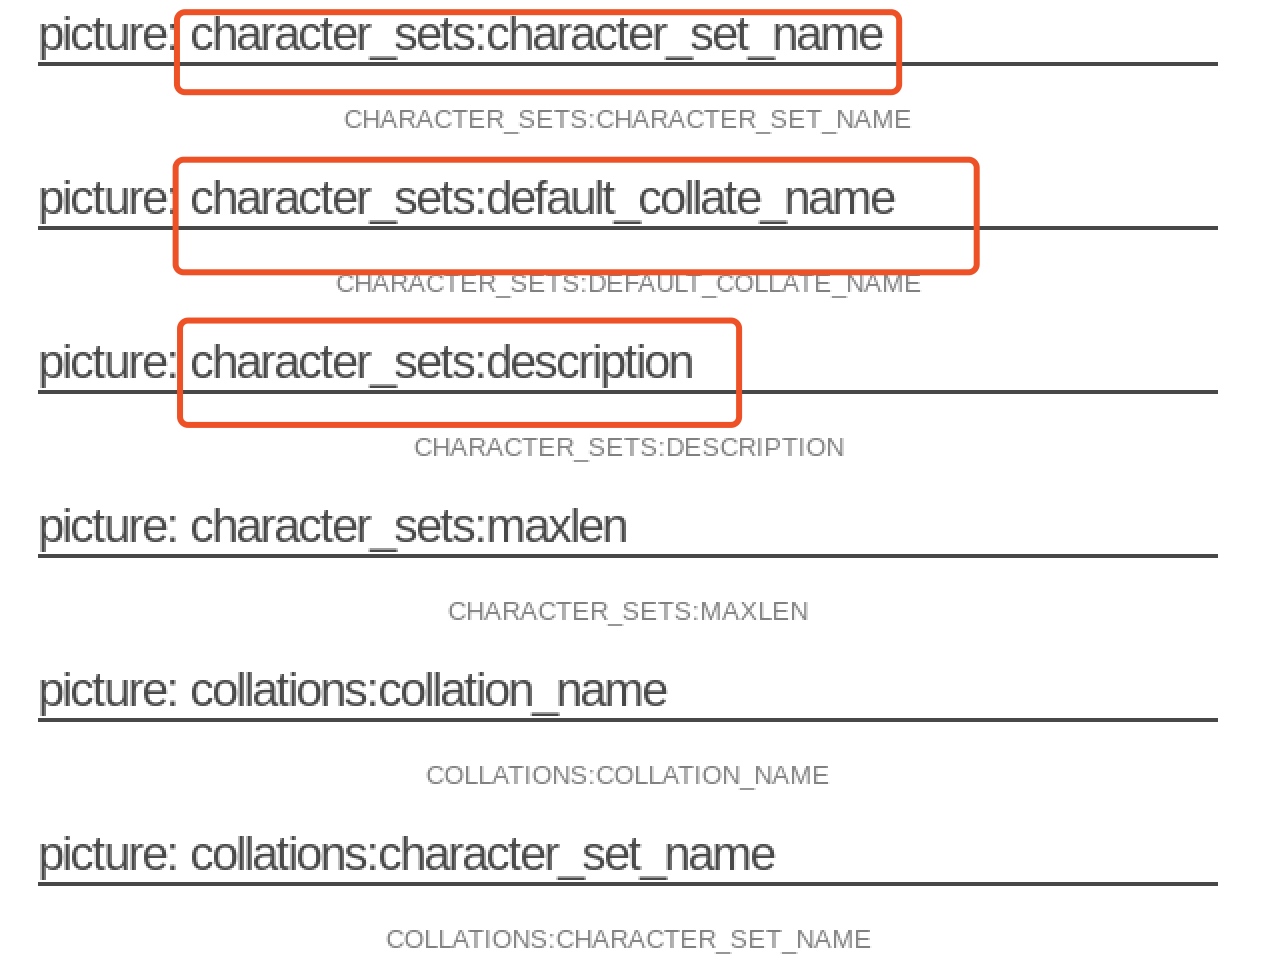 picture: character_sets:character_set_name
CHARACTER_SETS:CHARACTER_SET_NAME
picture: character_sets:default_collate_name
CHARACTER_SETS:DEFAULT_COLLATE_NAME
picture: character_sets:description
CHARACTER_SETS:DESCRIPTION
picture: character_sets:maxlen
CHARACTER_SETS:MAXLEN
picture: collations:collation_name
COLLATIONS:COLLATION_NAME
picture: collations:character_set_name
COLLATIONS:CHARACTER_SET_NAME